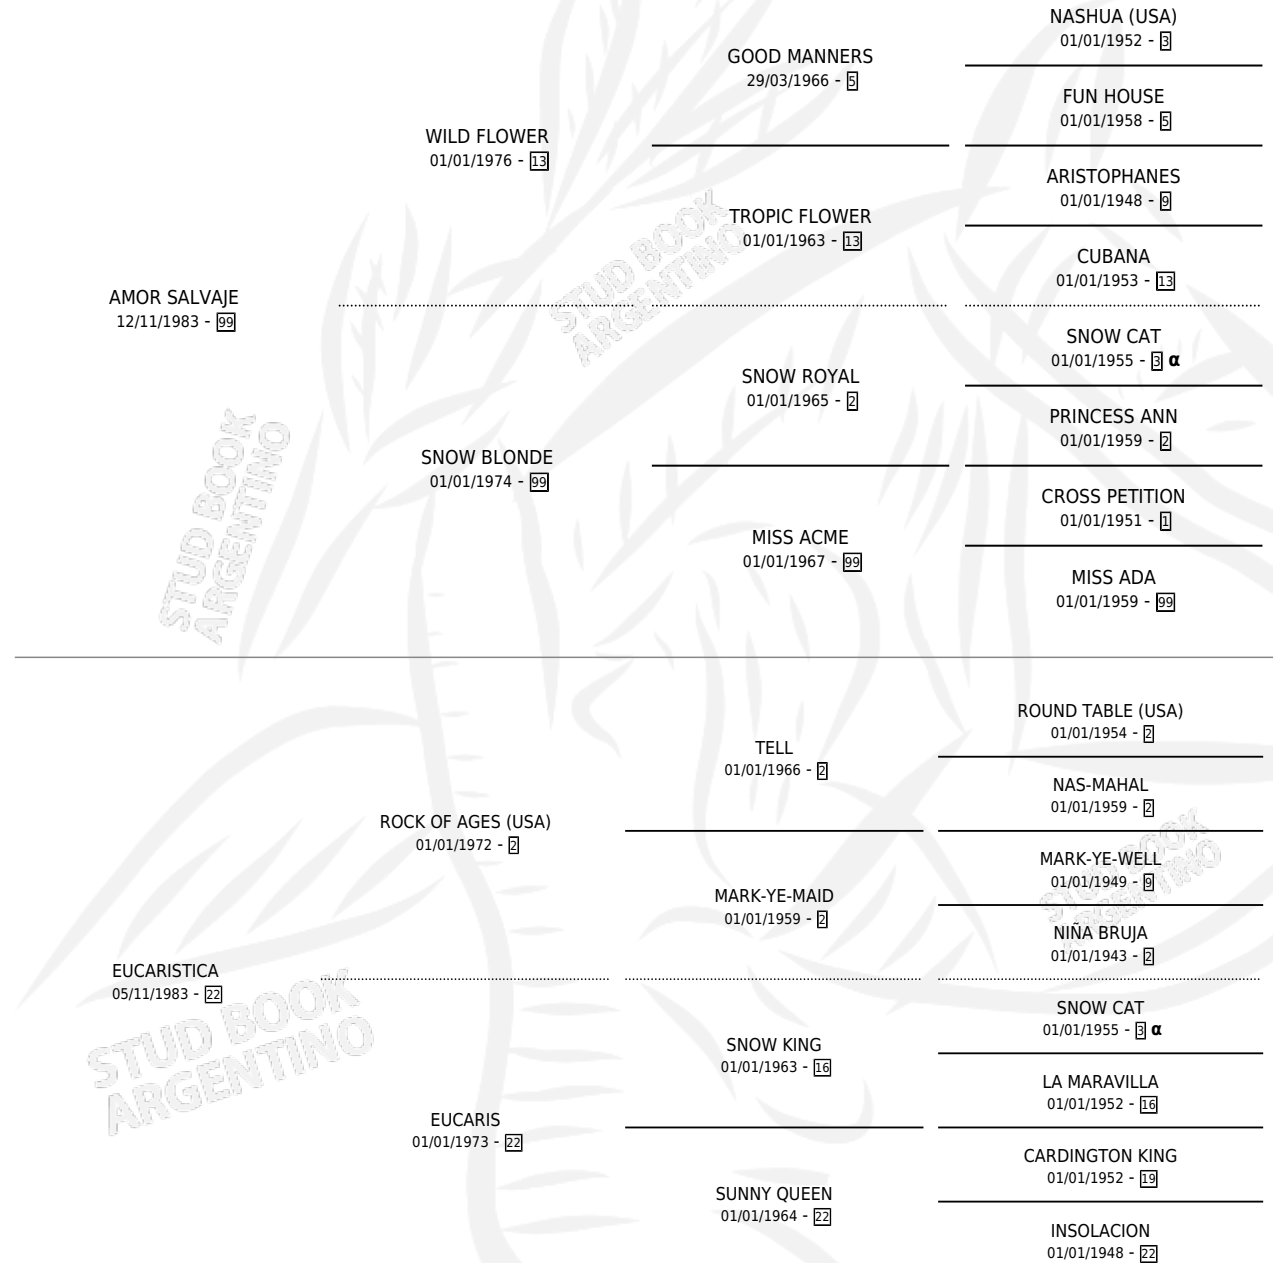 NASHUA (USA)
01/01/1952 - 3
GOOD MANNERS
29/03/1966 - 5
FUN HOUSE
01/01/1958 - 5
WILD FLOWER
01/01/1976 - 13
ARISTOPHANES
01/01/1948 - 9
TROPIC FLOWER
01/01/1963 - 13
CUBANA
01/01/1953 - 13
AMOR SALVAJE
12/11/1983 - 99
SNOW CAT
01/01/1955 - 3 α
SNOW ROYAL
01/01/1965 - 2
PRINCESS ANN
01/01/1959 - 2
SNOW BLONDE
01/01/1974 - 99
CROSS PETITION
01/01/1951 - 1
MISS ACME
01/01/1967 - 99
MISS ADA
01/01/1959 - 99
STUD BOOK
ARGENTINO
STUD BOOK
ARGENTINO
ROUND TABLE (USA)
01/01/1954 - 2
TELL
01/01/1966 - 2
NAS-MAHAL
01/01/1959 - 2
ROCK OF AGES (USA)
01/01/1972 - 2
MARK-YE-WELL
01/01/1949 - 9
MARK-YE-MAID
01/01/1959 - 2
NIÑA BRUJA
01/01/1943 - 2
EUCARISTICA
05/11/1983 - 22
SNOW CAT
01/01/1955 - 3 α
SNOW KING
01/01/1963 - 16
LA MARAVILLA
01/01/1952 - 16
EUCARIS
01/01/1973 - 22
CARDINGTON KING
01/01/1952 - 19
SUNNY QUEEN
01/01/1964 - 22
INSOLACION
01/01/1948 - 22
STUD BOOK
ARGENTINO
STUD BOOK
ARGENTINO